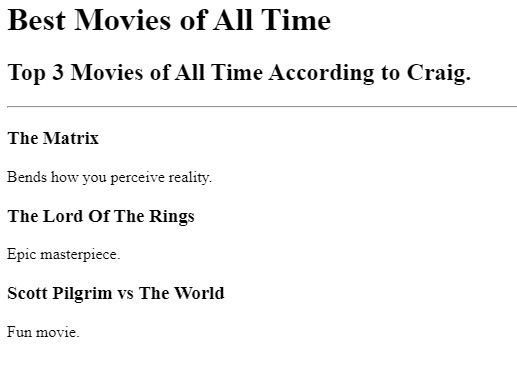 Best Movies of All Time
Top 3 Movies of All Time According to Craig.
The Matrix
Bends how you perceive reality.
The Lord Of The Rings
Epic masterpiece.
Scott Pilgrim vs The World
Fun movie.